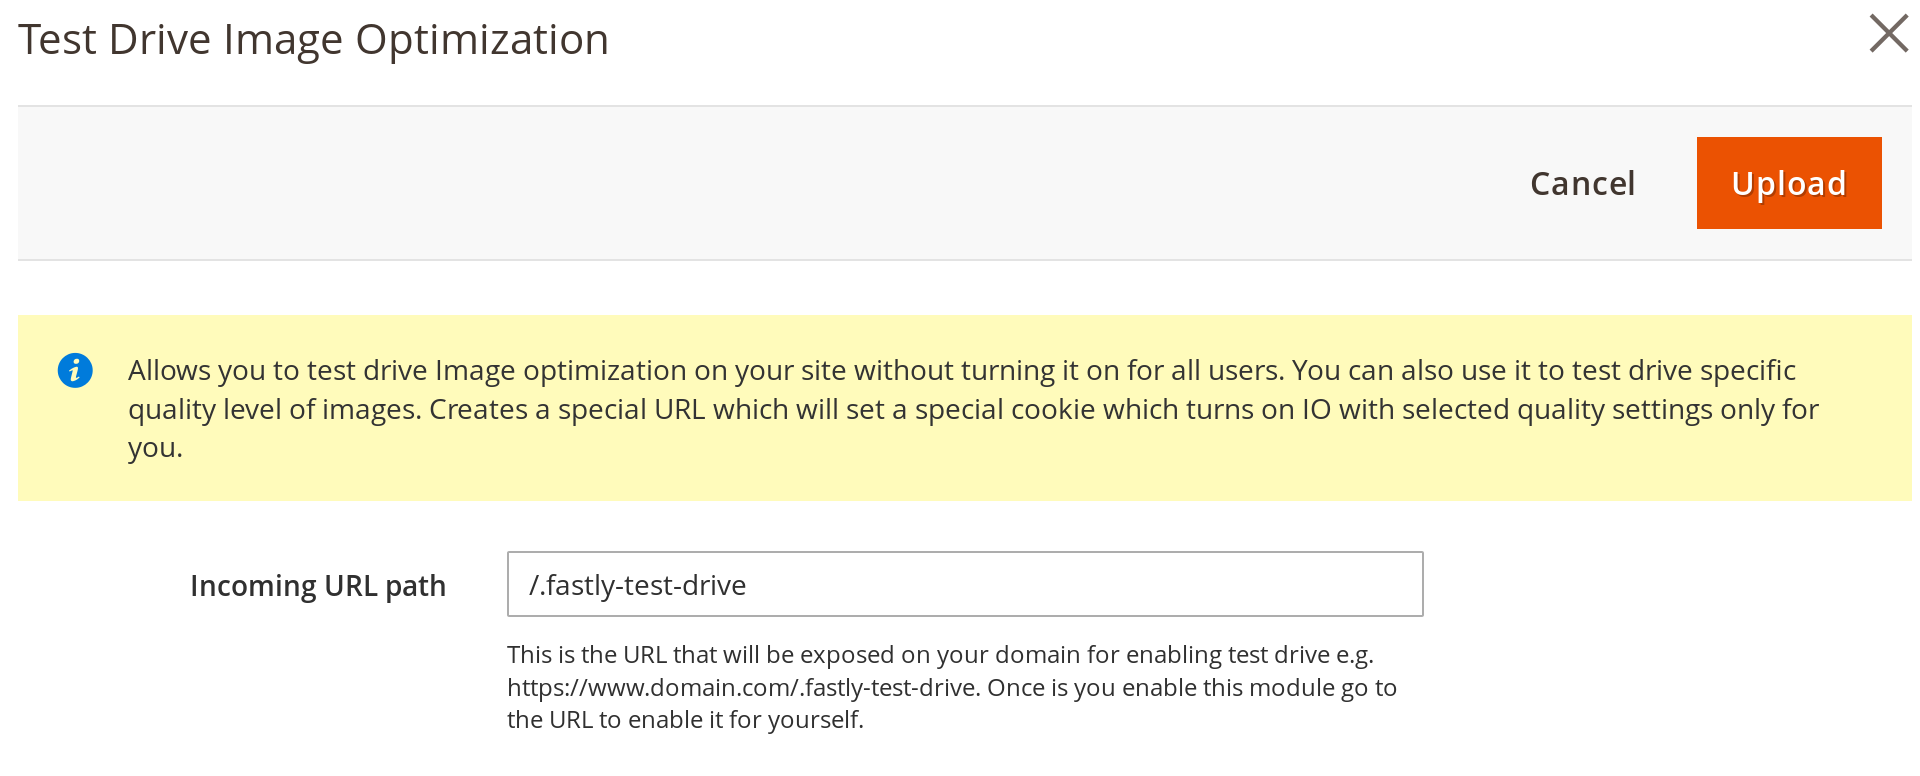 Test Drive Image Optimization
Cancel
Upload
Allows you to test drive Image optimization on your site without turning it on for all users. You can also use it to test drive specific
quality level of images. Creates a special URL which will set a special cookie which turns on IO with selected quality settings only for
you.
Incoming URL path
/.fastly-test-drive
This is the URL that will be exposed on your domain for enabling test drive e.g.
https://www.domain.com/.fastly-test-drive. Once is you enable this module go to
the URL to enable it for yourself.